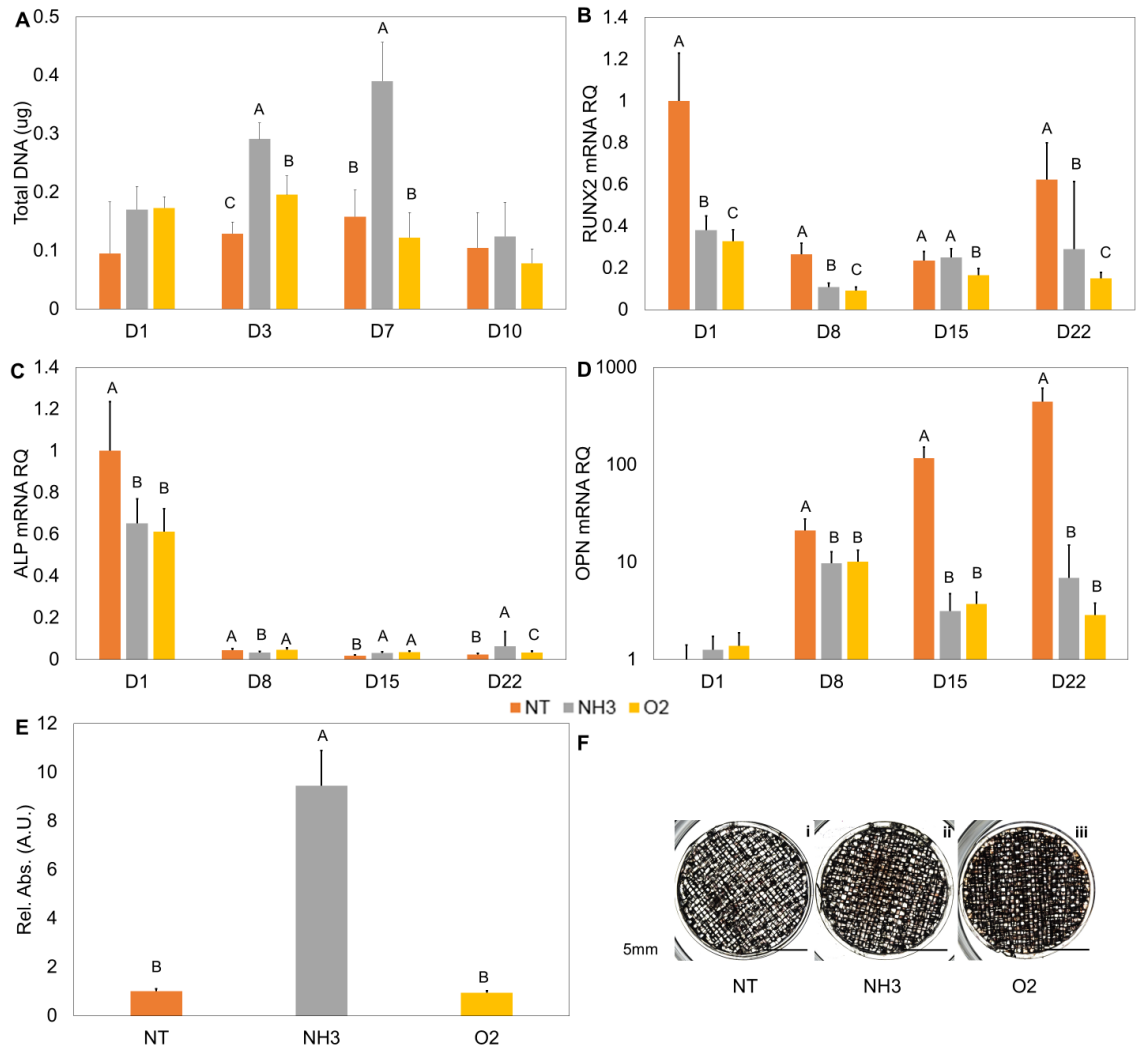 A
Total DNA (ug)
0.5
0.4
0.3
0.2
0.1
0
C
A
B
B
A
B
D1
D3
D7
D10
B
RUNX2 mRNA RQ
1.4
1.2
1
0.8
0.6
0.4
0.2
0
A
B
C
A
B
C
A
A
B
A
B
C
D1
D8
D15
D22
C
ALP mRNA RQ
1.4
1.2
1
0.8
0.6
0.4
0.2
0
A
B
B
A
B
A
B
A
A
B
A
C
D1
D8
D15
D22
D
OPN mRNA RQ
1000
100
10
1
A
B
B
A
B
B
A
B
B
D1
D8
D15
D22
NT NH3 O2
E
Rel. Abs. (A.U.)
12
10
8
6
4
2
0
B
A
B
NT
NH3
O2
F
i
ii
iii
5mm
NT
NH3
O2